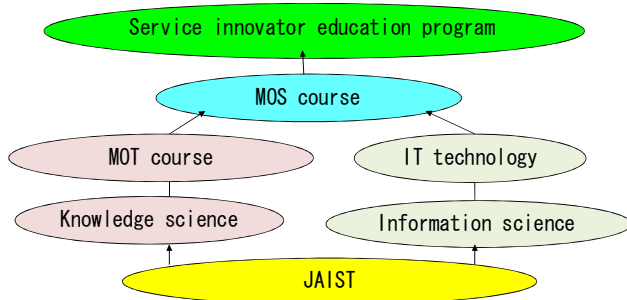 Service innovator education program
MOS course
MOT course
IT technology
Knowledge science
Information science
JAIST